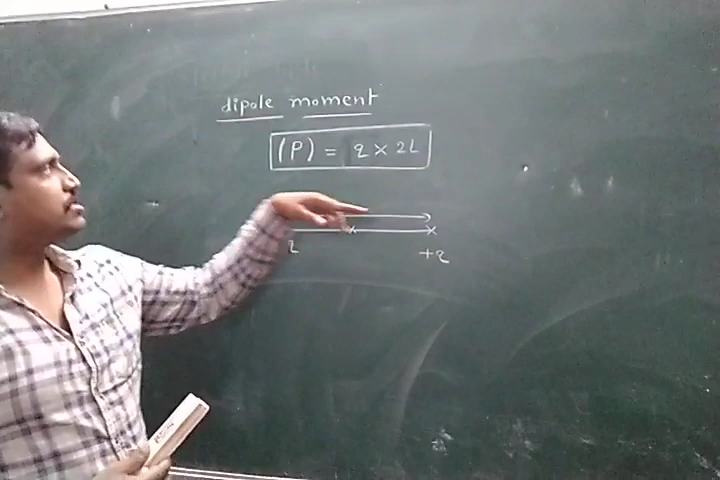 dipole moment
(P) = q × 2L
q
+q